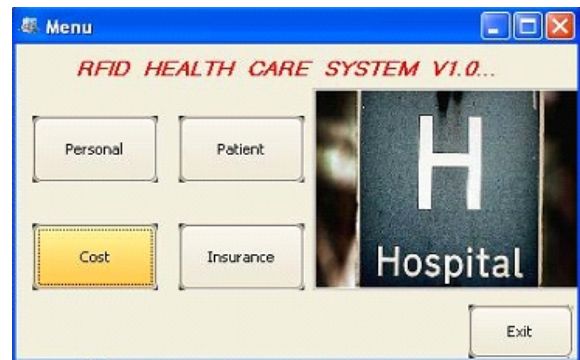 Menu
RFID HEALTH CARE SYSTEM V1.0...
Personal
Patient
Cost
Insurance
H
Hospital
Exit